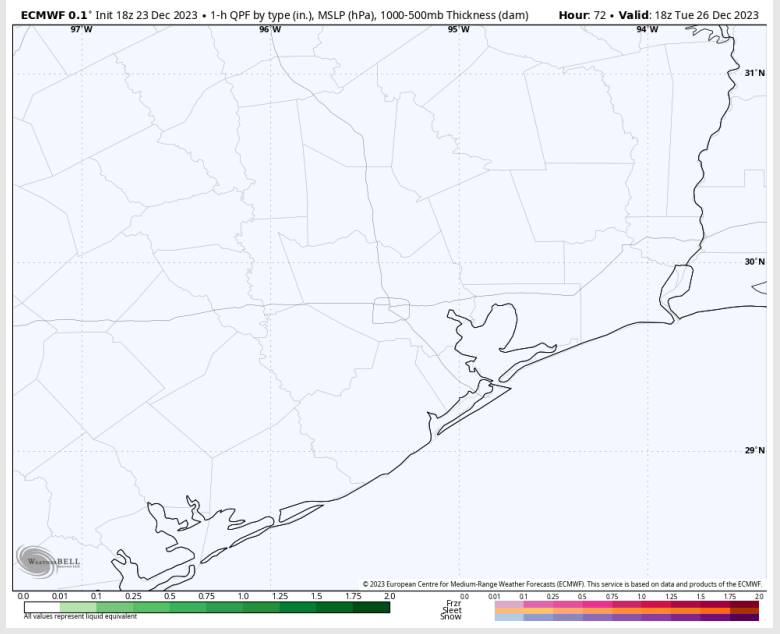 ECMWF 0.1° Init 18z 23 Dec 2023 • 1-h QPF by type (in.), MSLP (hPa), 1000-500mb Thickness (dam) Hour: 72 • Valid: 18z Tue 26 Dec 2023
97°W 96°W 95°W 94°W
31°N
30°N
29°N
WEATHERBELL
© 2023 European Centre for Medium-Range Weather Forecasts (ECMWF). This service is based on data and products of the ECMWF.
0.0 0.01 0.1 0.25 0.5 0.75 1.0 1.25 1.5 1.75 2.0
All values represent liquid equivalent
0.0 0.01 0.1 0.25 0.5 0.75 1.0 1.25 1.5 1.75 2.0
Frzr
Sleet
Snow